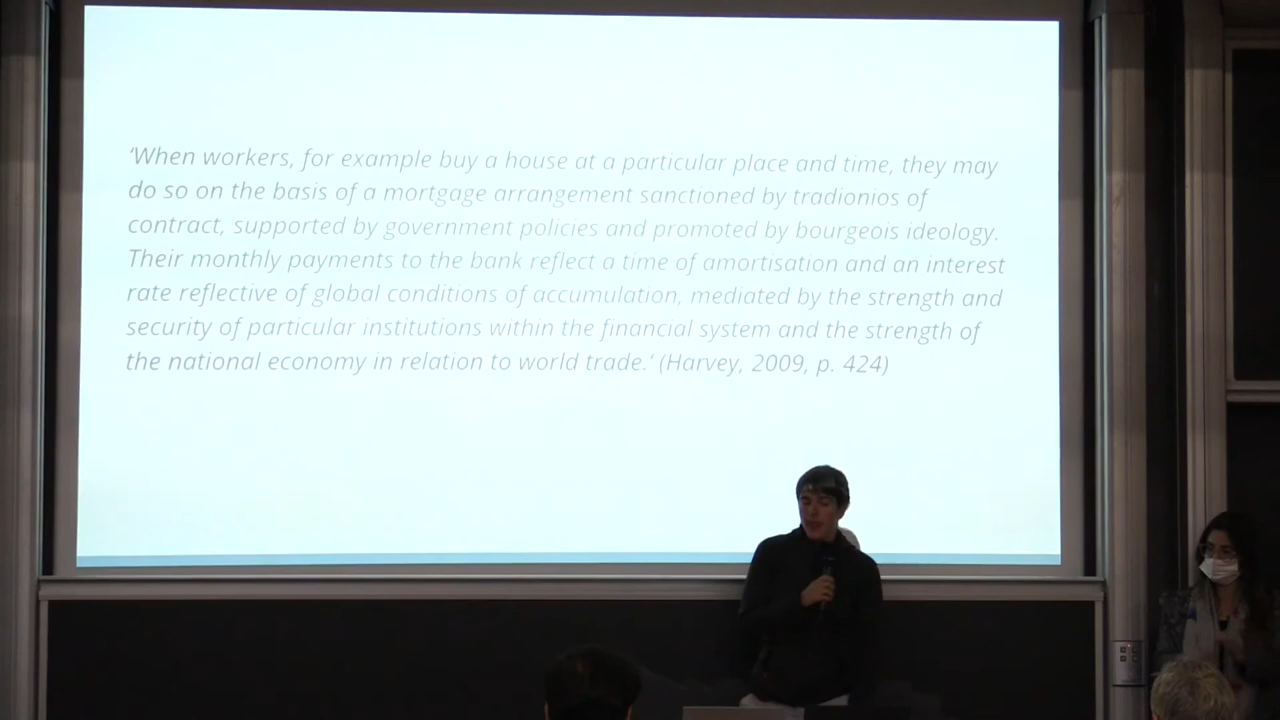 ‘When workers, for example buy a house at a particular place and time, they may
do so on the basis of a mortgage arrangement sanctioned by tradionios of
contract, supported by government policies and promoted by bourgeois ideology.
Their monthly payments to the bank reflect a time of amortisation and an interest
rate reflective of global conditions of accumulation, mediated by the strength and
security of particular institutions within the financial system and the strength of
the national economy in relation to world trade.‘ (Harvey, 2009, p. 424)